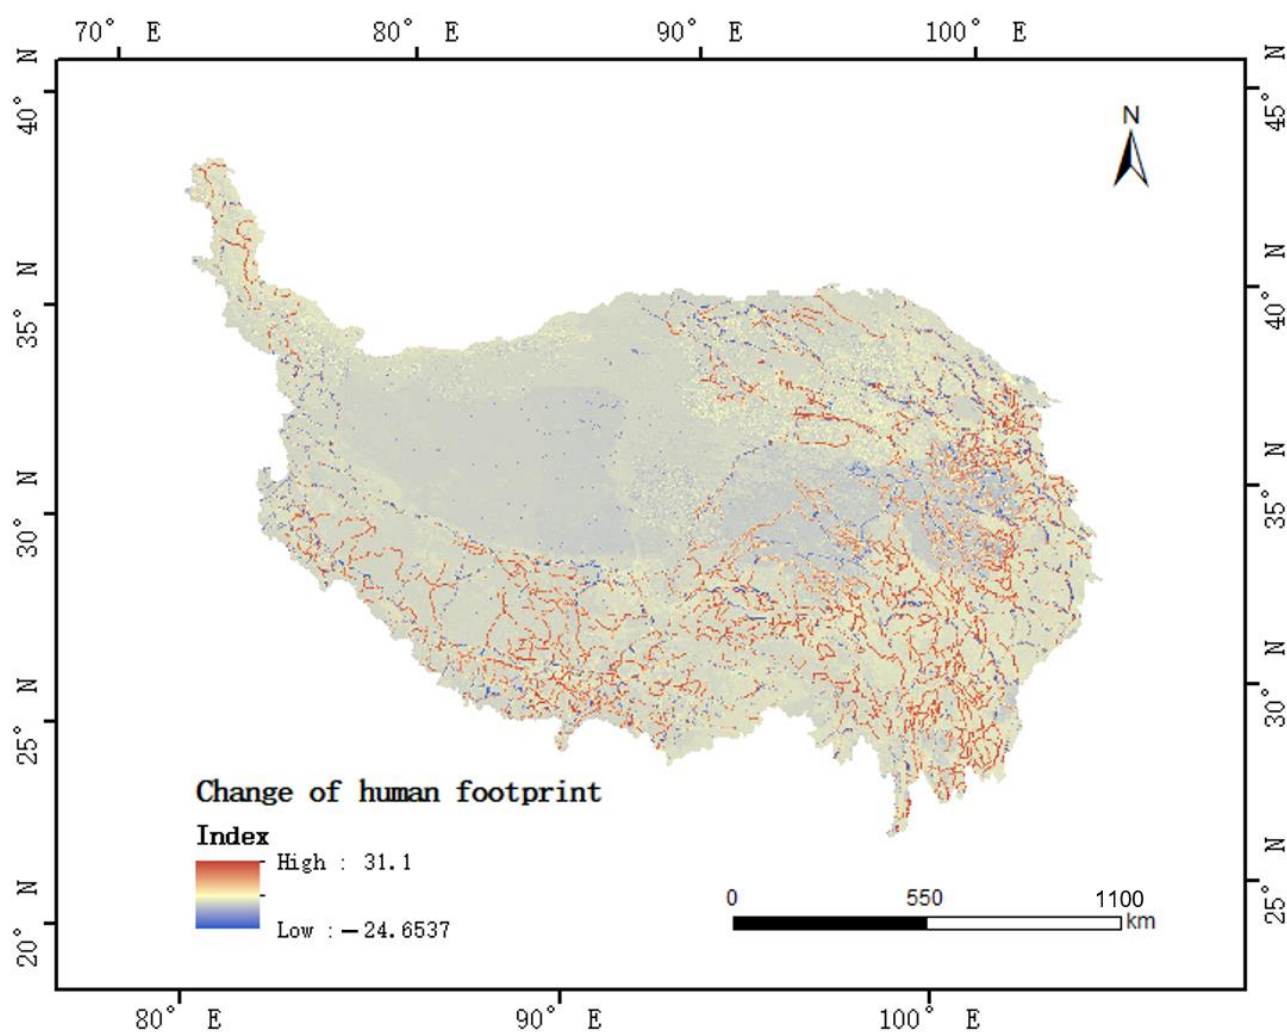 70° E 80° E 90° E 100° E
40° N
35° N
30° N
25° N
20° N
45° N
40° N
35° N
30° N
25° N
N
Change of human footprint
Index
High : 31.1
Low : −24.6537
0 550 1100
km
80° E 90° E 100° E